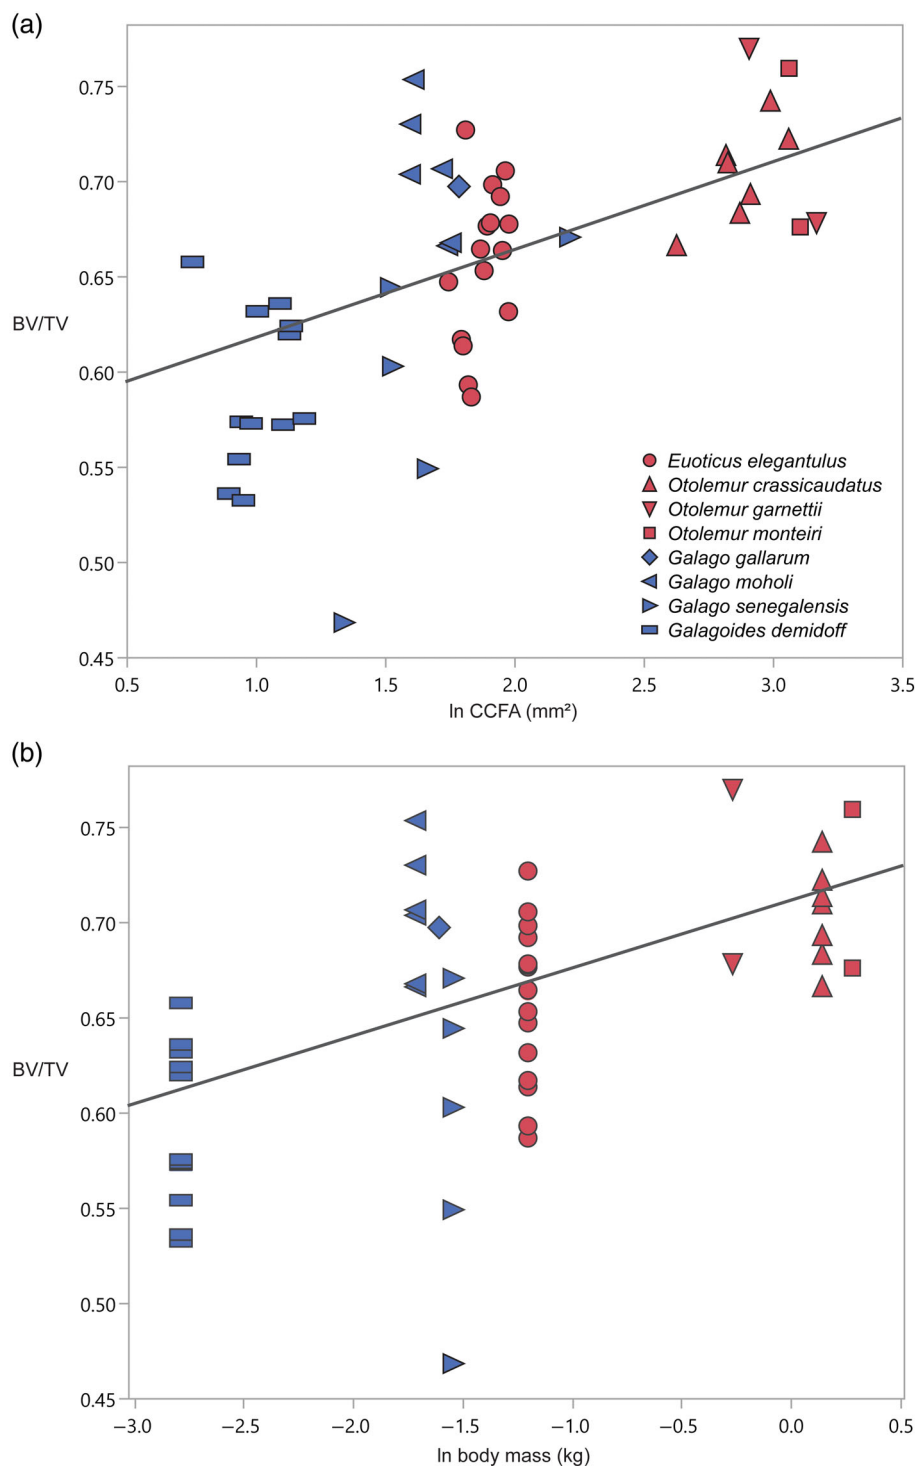 (a)
0.75
0.70
0.65
BV/TV
0.60
0.55
0.50
0.45
Euoticus elegantulus
Otolemur crassicaudatus
Otolemur garnettii
Otolemur monteiri
Galago gallarum
Galago moholi
Galago senegalensis
Galagoides demidoff
0.5 1.0 1.5 2.0 2.5 3.0 3.5
ln CCFA (mm²)
(b)
0.75
0.70
0.65
BV/TV
0.60
0.55
0.50
0.45
−3.0 −2.5 −2.0 −1.5 −1.0 −0.5 0.0 0.5
ln body mass (kg)